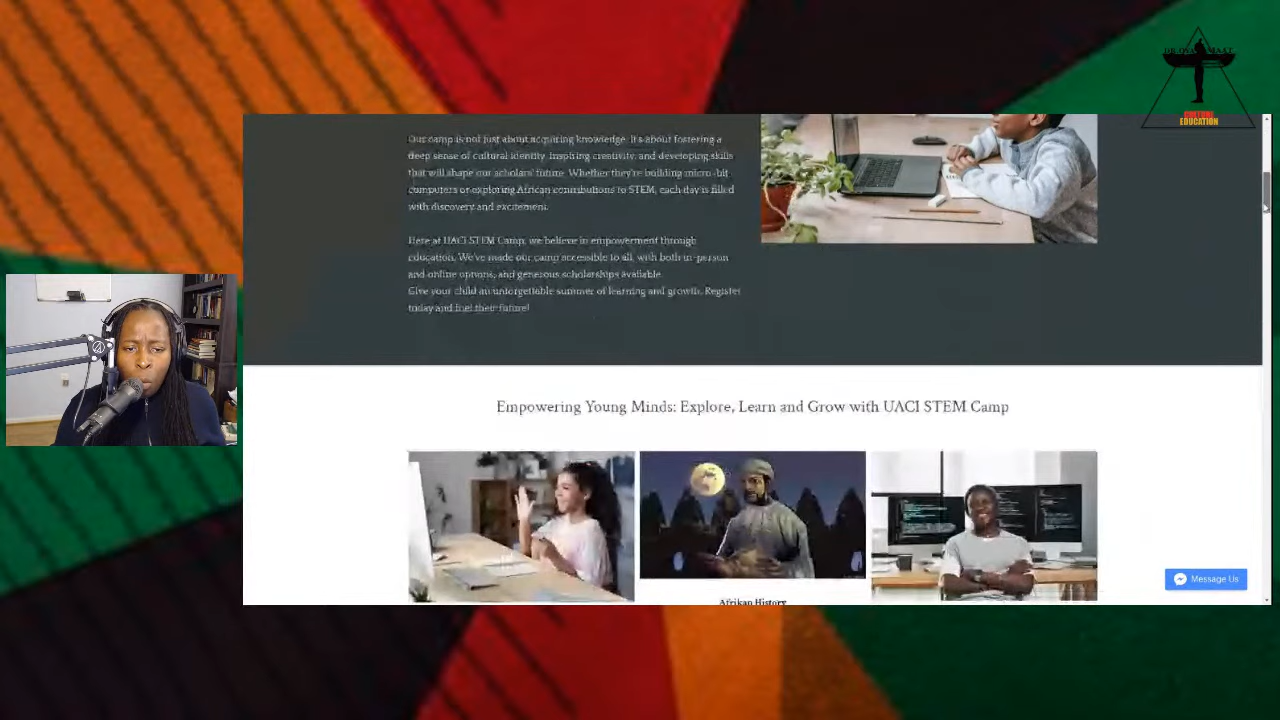 Our camp is not just about acquiring knowledge. It's about fostering a
deep sense of cultural identity, inspiring creativity, and developing skills
that will shape our scholars' future. Whether they're building micro-bit
computers or exploring African contributions to STEM, each day is filled
with discovery and excitement.
Here at UACI STEM Camp, we believe in empowerment through
education. We've made our camp accessible to all, with both in-person
and online options, and generous scholarships available.
Give your child an unforgettable summer of learning and growth. Register
today and fuel their future!
Empowering Young Minds: Explore, Learn and Grow with UACI STEM Camp
Afrikan History
Message Us
CULTURE
EDUCATION